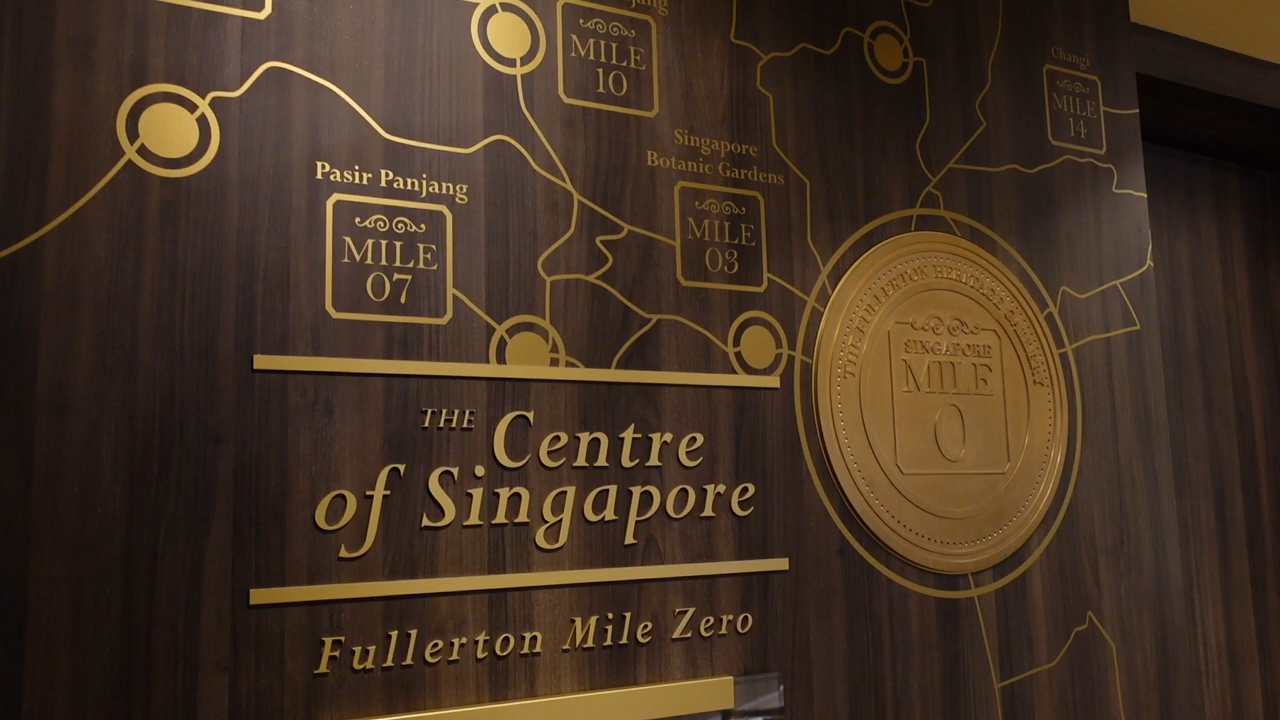 MILE
10
Changi
MILE
14
Singapore
Botanic Gardens
MILE
03
Pasir Panjang
MILE
07
THE FULLERTON HERITAGE GALLERY
SINGAPORE
MILE
0
THE Centre
of Singapore
Fullerton Mile Zero